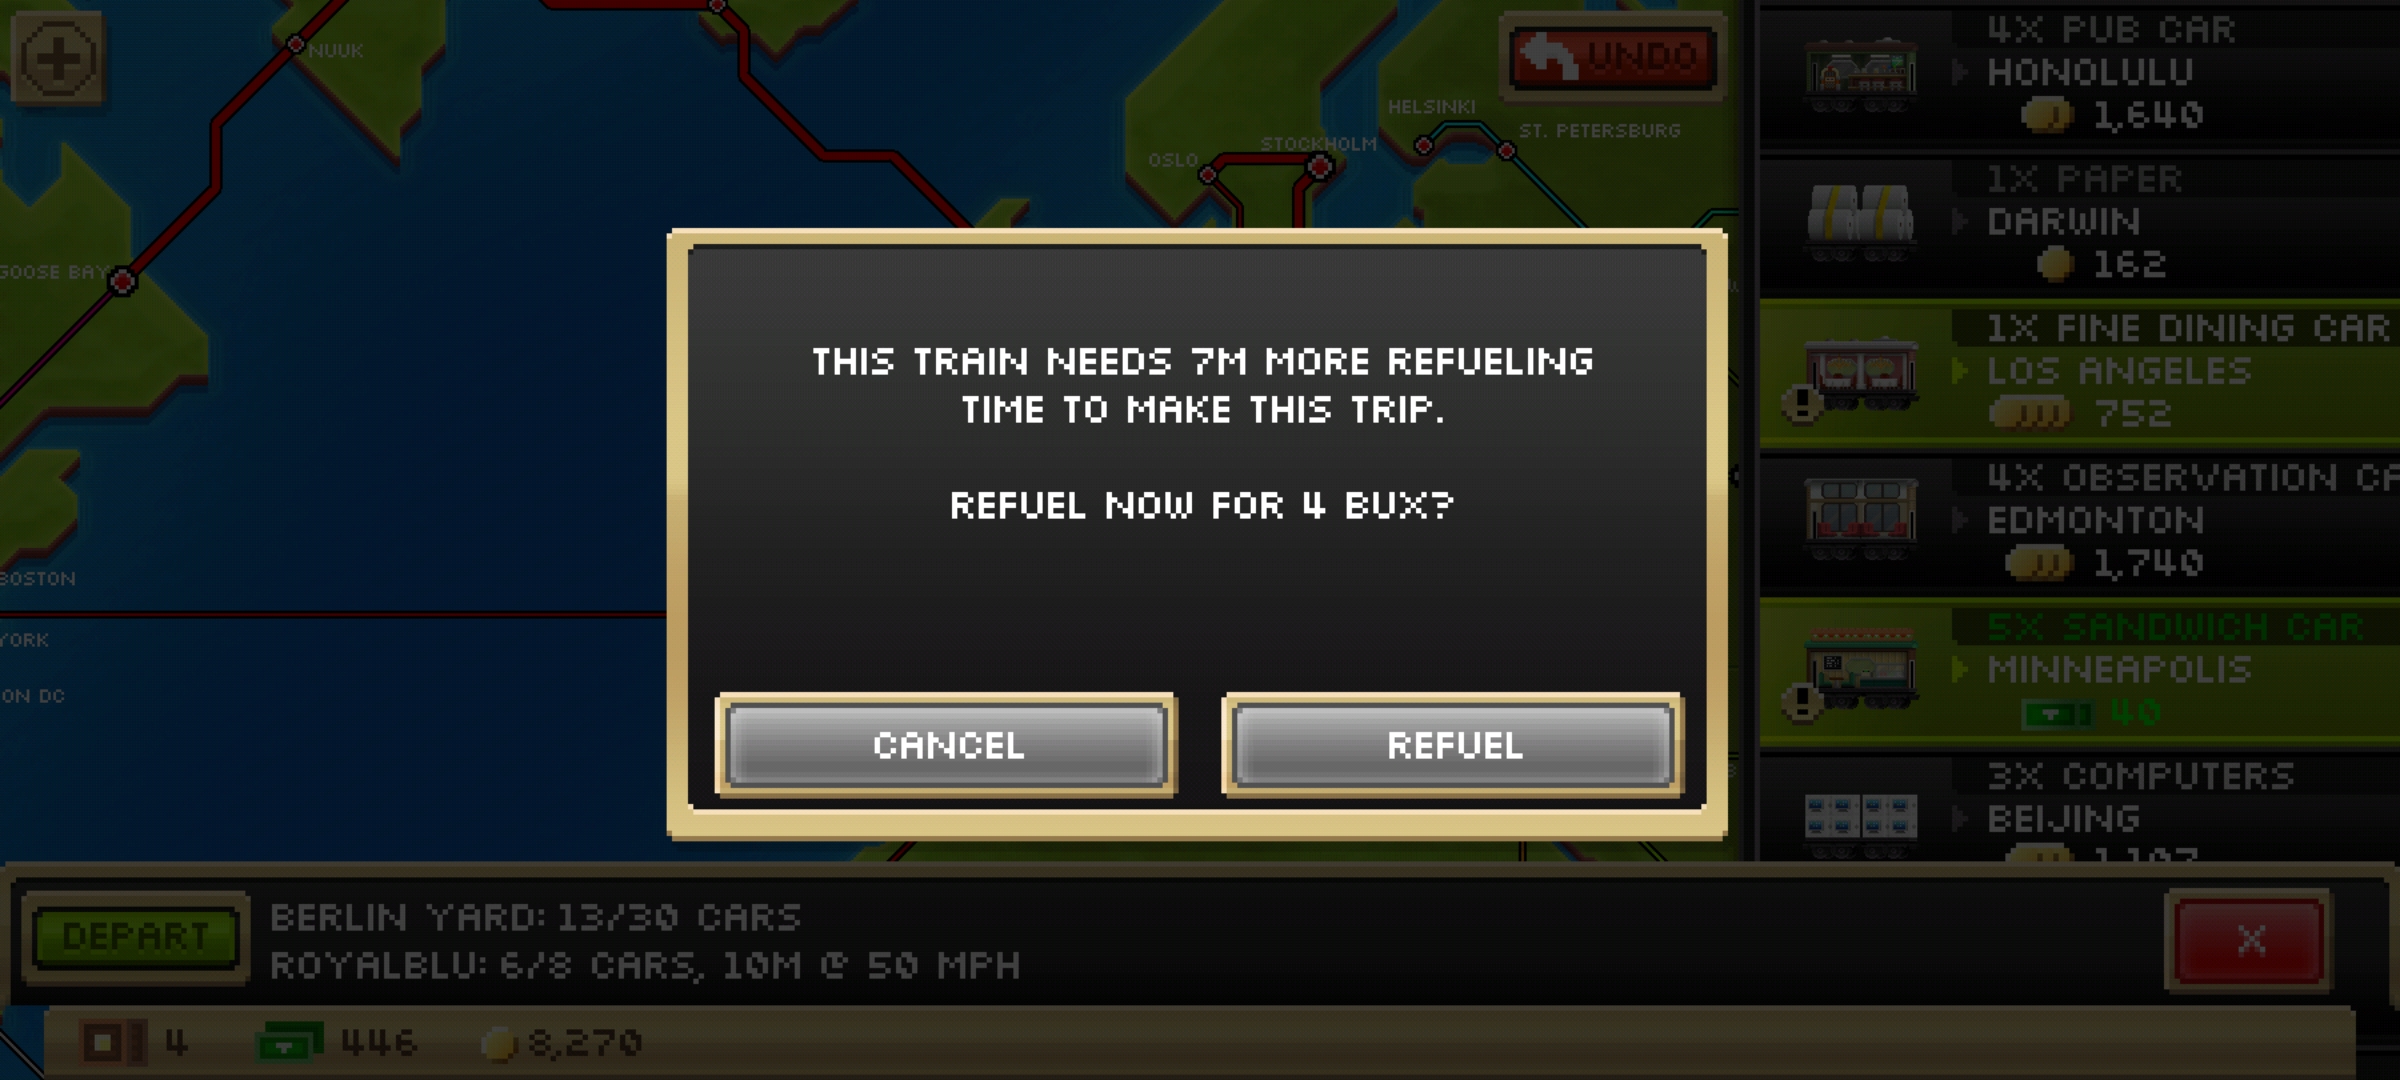 NUUK
UNDO
HELSINKI
ST. PETERSBURG
STOCKHOLM
OSLO
GOOSE BAY
BOSTON
YORK
ON DC
THIS TRAIN NEEDS 7M MORE REFUELING
TIME TO MAKE THIS TRIP.
REFUEL NOW FOR 4 BUX?
CANCEL
REFUEL
4X PUB CAR
HONOLULU
1,640
1X PAPER
DARWIN
162
1X FINE DINING CAR
LOS ANGELES
752
4X OBSERVATION CA
EDMONTON
1,740
5X SANDWICH CAR
MINNEAPOLIS
40
3X COMPUTERS
BEIJING
1,107
DEPART
BERLIN YARD: 13/30 CARS
ROYALBLU: 6/8 CARS, 10M @ 50 MPH
X
4
446
8,270